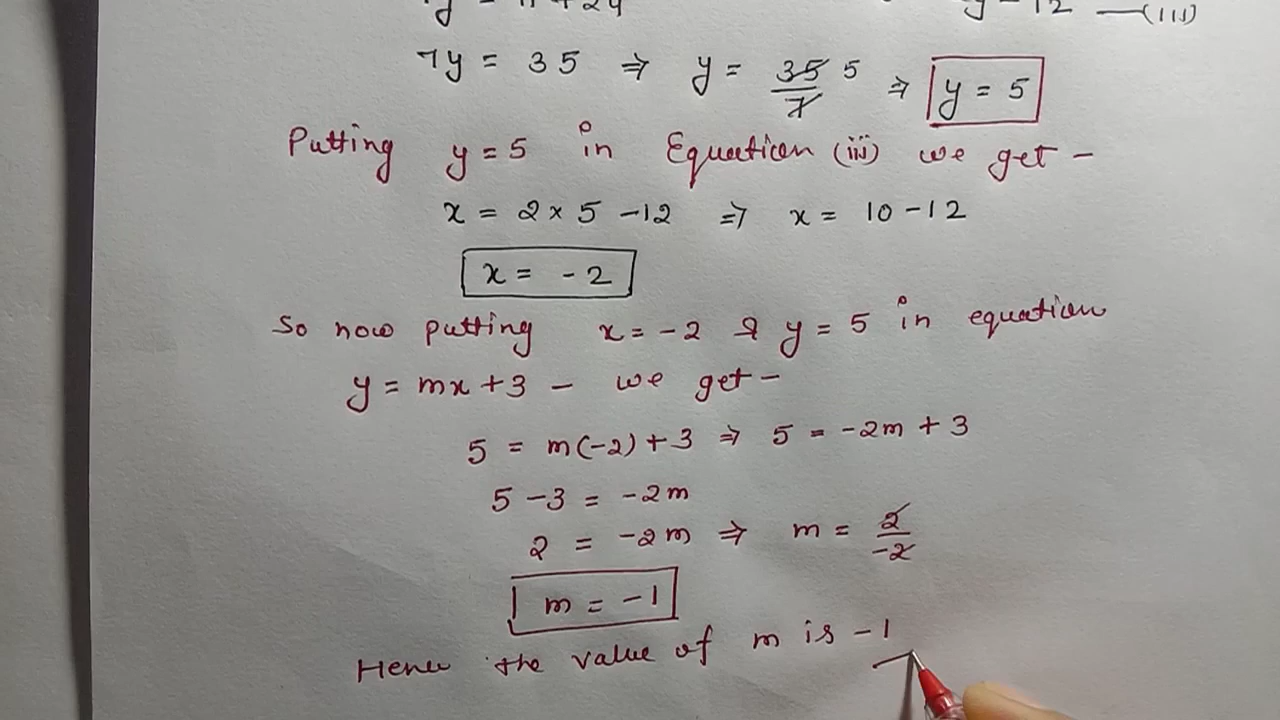 7y = 35 ⇒ y = 35/7 5 ⇒ y = 5
Putting y = 5 in Equation (iii) we get -
x = 2 × 5 - 12 ⇒ x = 10 - 12
x = - 2
So now putting x = -2 & y = 5 in equation
y = mx + 3 - we get -
5 = m(-2) + 3 ⇒ 5 = -2m + 3
5 - 3 = -2m
2 = -2m ⇒ m = 2/-2
m = -1
Hence the value of m is -1